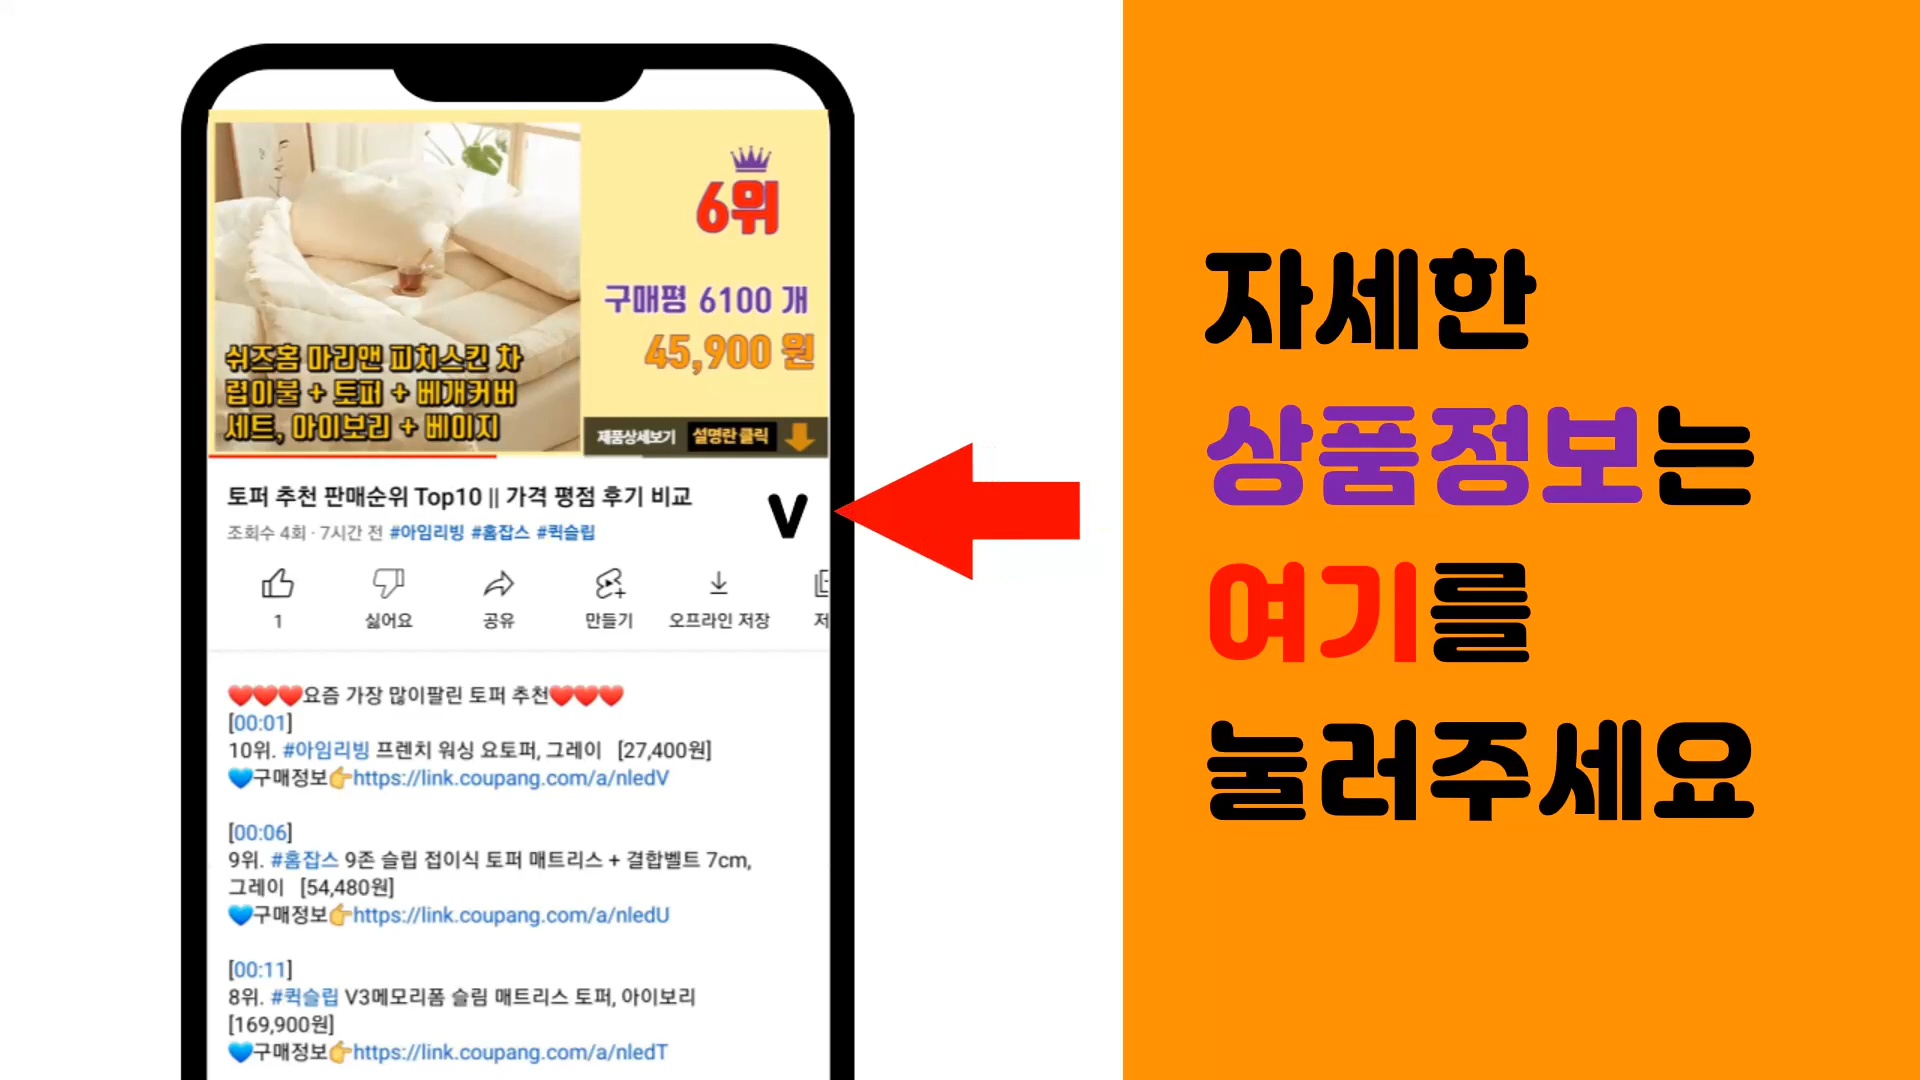 6위
구매평 6100 개
45,900 원
쉬즈홈 마리앤 피치스킨 차
렵이불 + 토퍼 + 베개커버
세트, 아이보리 + 베이지
제품상세보기 설명란 클릭
토퍼 추천 판매순위 Top10 || 가격 평점 후기 비교
V
조회수 4회 · 7시간 전 #아임리빙 #홈잡스 #퀵슬립
1 싫어요 공유 만들기 오프라인 저장 저
❤❤❤요즘 가장 많이팔린 토퍼 추천❤❤❤
[00:01]
10위. #아임리빙 프렌치 워싱 요토퍼, 그레이 [27,400원]
💙구매정보👉https://link.coupang.com/a/nledV
[00:06]
9위. #홈잡스 9존 슬립 접이식 토퍼 매트리스 + 결합벨트 7cm,
그레이 [54,480원]
💙구매정보👉https://link.coupang.com/a/nledU
[00:11]
8위. #퀵슬립 V3메모리폼 슬림 매트리스 토퍼, 아이보리
[169,900원]
💙구매정보👉https://link.coupang.com/a/nledT
자세한
상품정보는
여기를
눌러주세요